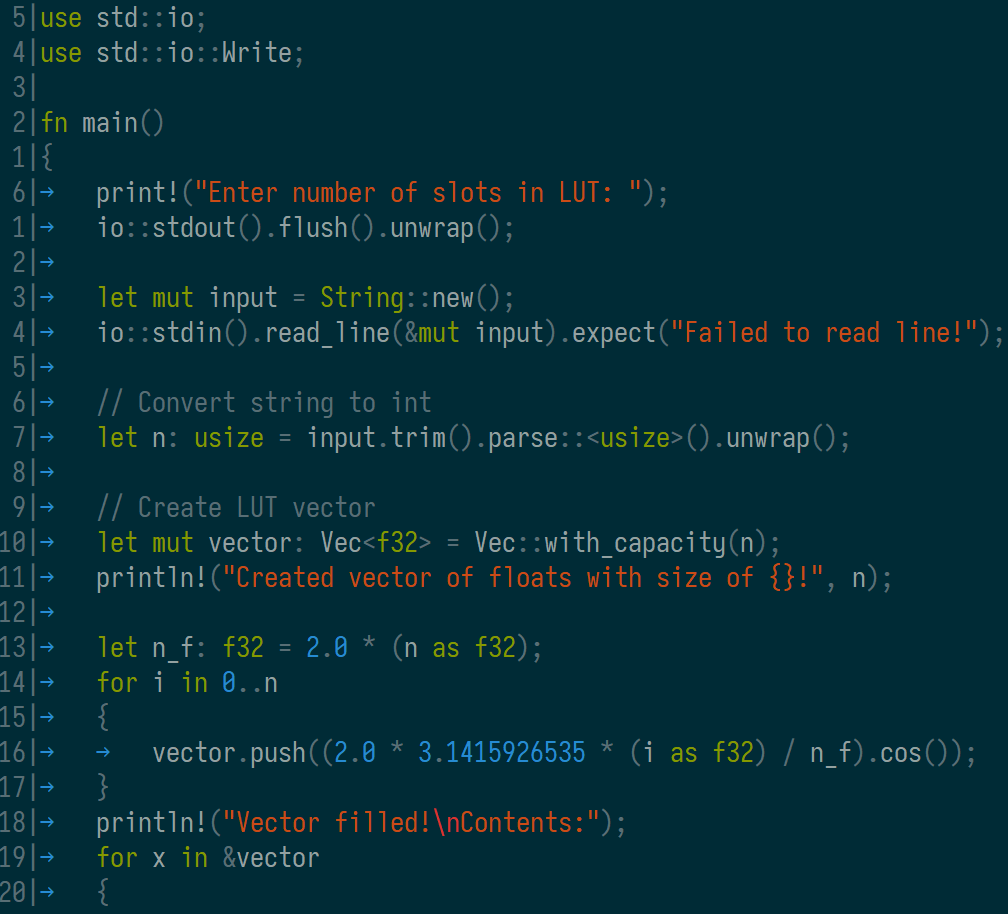 5|use std::io;
4|use std::io::Write;
3|
2|fn main()
1|{
6|→   print!("Enter number of slots in LUT: ");
1|→   io::stdout().flush().unwrap();
2|→
3|→   let mut input = String::new();
4|→   io::stdin().read_line(&mut input).expect("Failed to read line!");
5|→
6|→   // Convert string to int
7|→   let n: usize = input.trim().parse::<usize>().unwrap();
8|→
9|→   // Create LUT vector
10|→   let mut vector: Vec<f32> = Vec::with_capacity(n);
11|→   println!("Created vector of floats with size of {}!", n);
12|→
13|→   let n_f: f32 = 2.0 * (n as f32);
14|→   for i in 0..n
15|→   {
16|→   →   vector.push((2.0 * 3.1415926535 * (i as f32) / n_f).cos());
17|→   }
18|→   println!("Vector filled!\nContents:");
19|→   for x in &vector
20|→   {